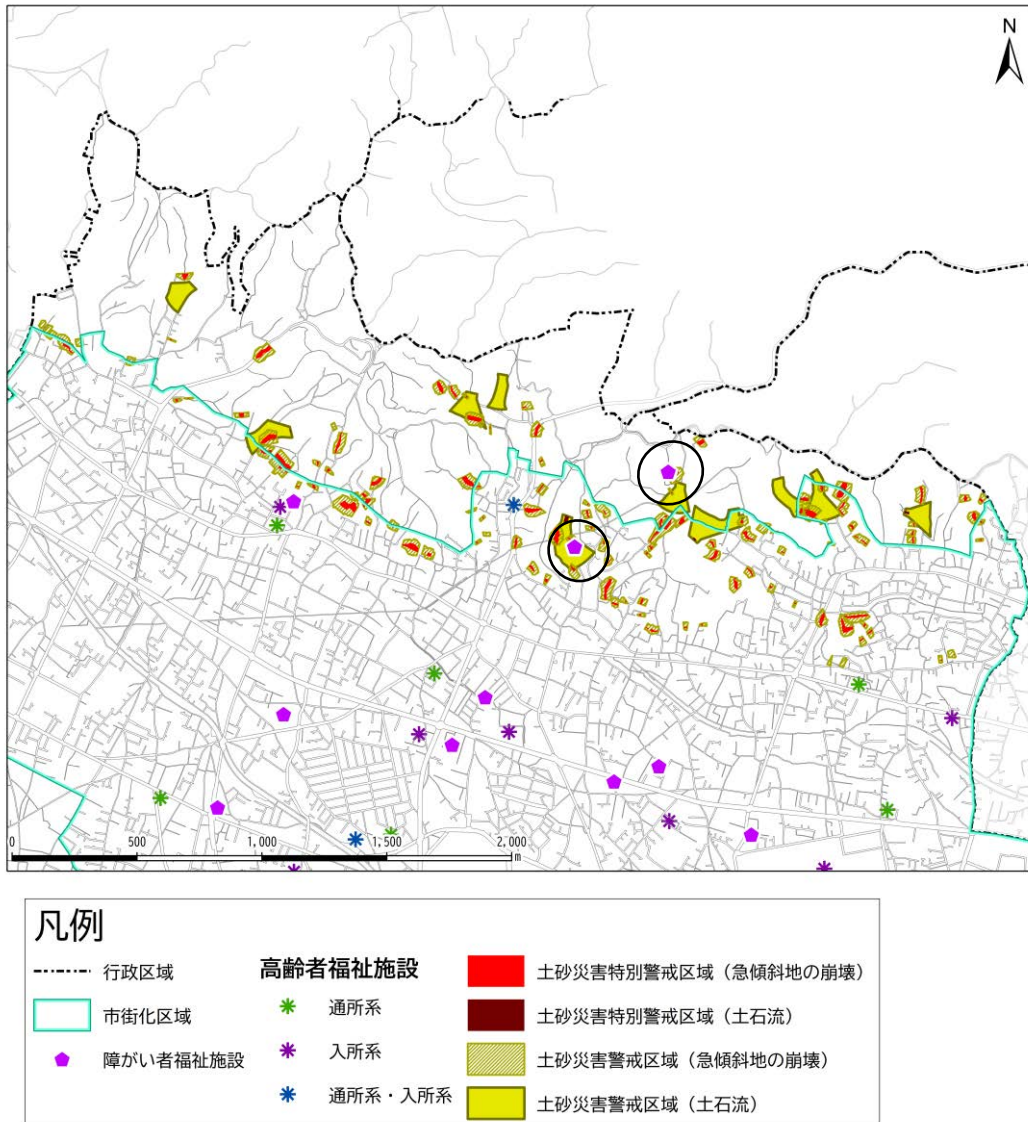 N
0 500 1,000 1,500 2,000
m
凡例
行政区域
市街化区域
障がい者福祉施設
高齢者福祉施設
通所系
入所系
通所系・入所系
土砂災害特別警戒区域（急傾斜地の崩壊）
土砂災害特別警戒区域（土石流）
土砂災害警戒区域（急傾斜地の崩壊）
土砂災害警戒区域（土石流）